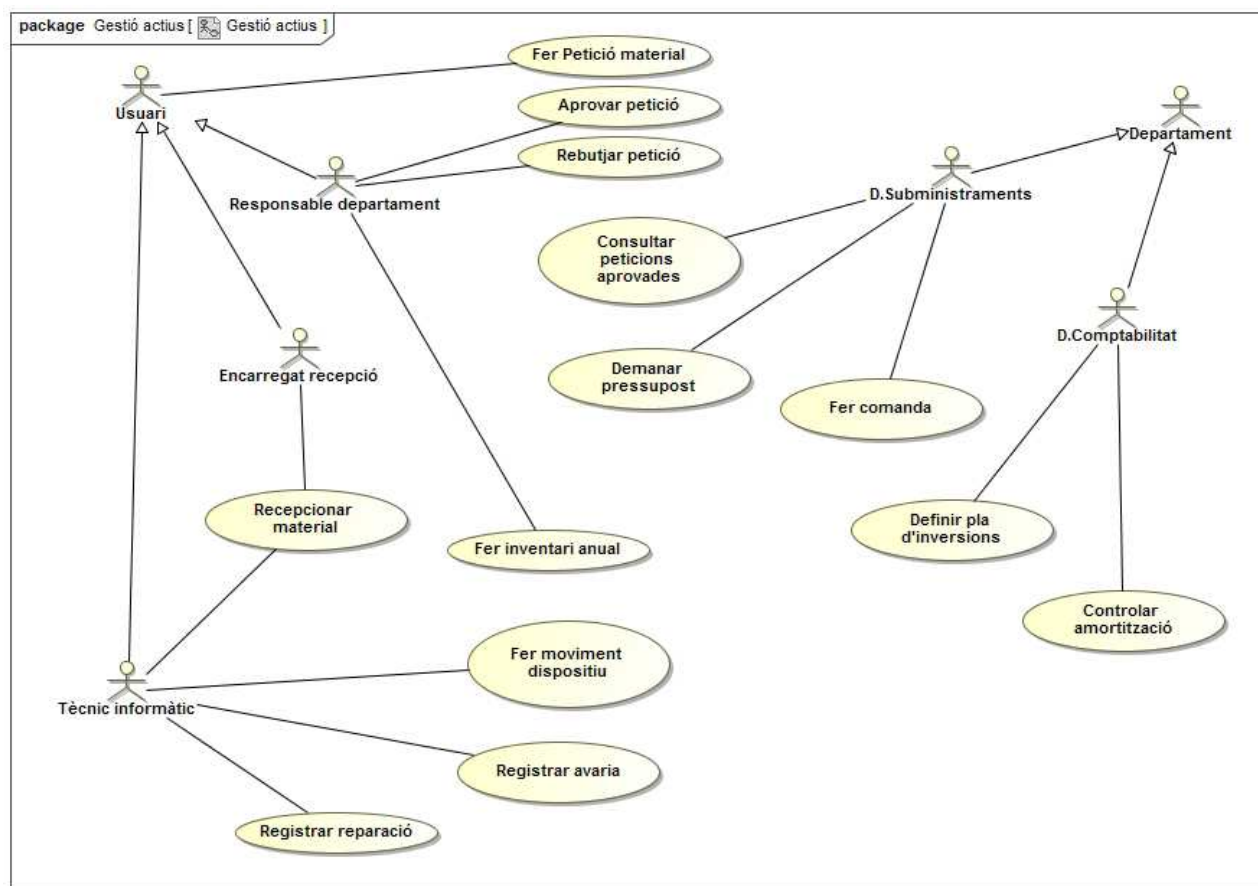 package Gestió actius [ Gestió actius ]
Fer Petició material
Usuari
Aprovar petició
Departament
Rebutjar petició
Responsable departament
D.Subministraments
Consultar
peticions
aprovades
D.Comptabilitat
Encarregat recepció
Demanar
pressupost
Fer comanda
Recepcionar
material
Definir pla
d'inversions
Fer inventari anual
Controlar
amortització
Fer moviment
dispositiu
Tècnic informàtic
Registrar avaria
Registrar reparació